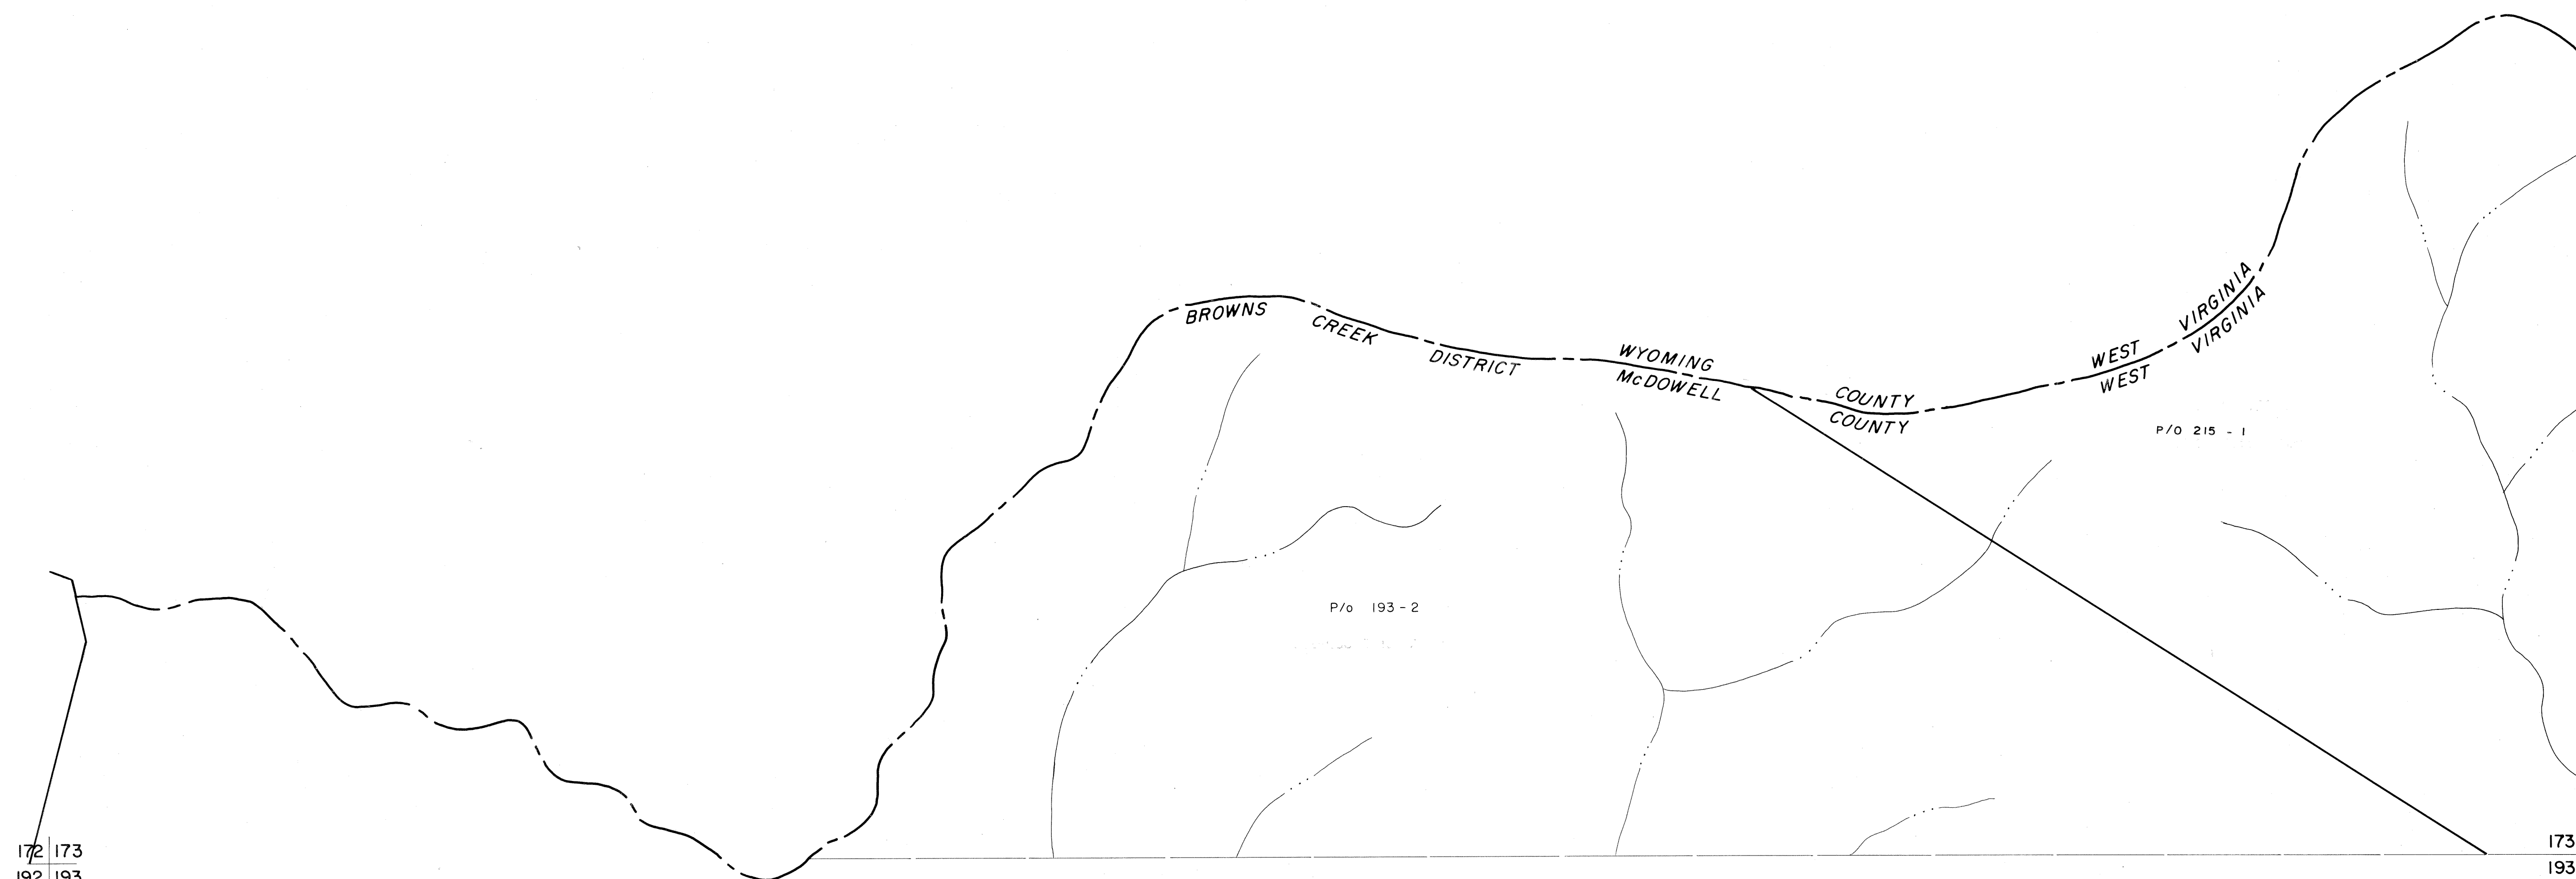 BROWNS CREEK DISTRICT
WYOMING COUNTY WEST VIRGINIA
McDOWELL COUNTY WEST VIRGINIA
P/O 215 - 1
P/o 193 - 2
172 173
192 193
173
193